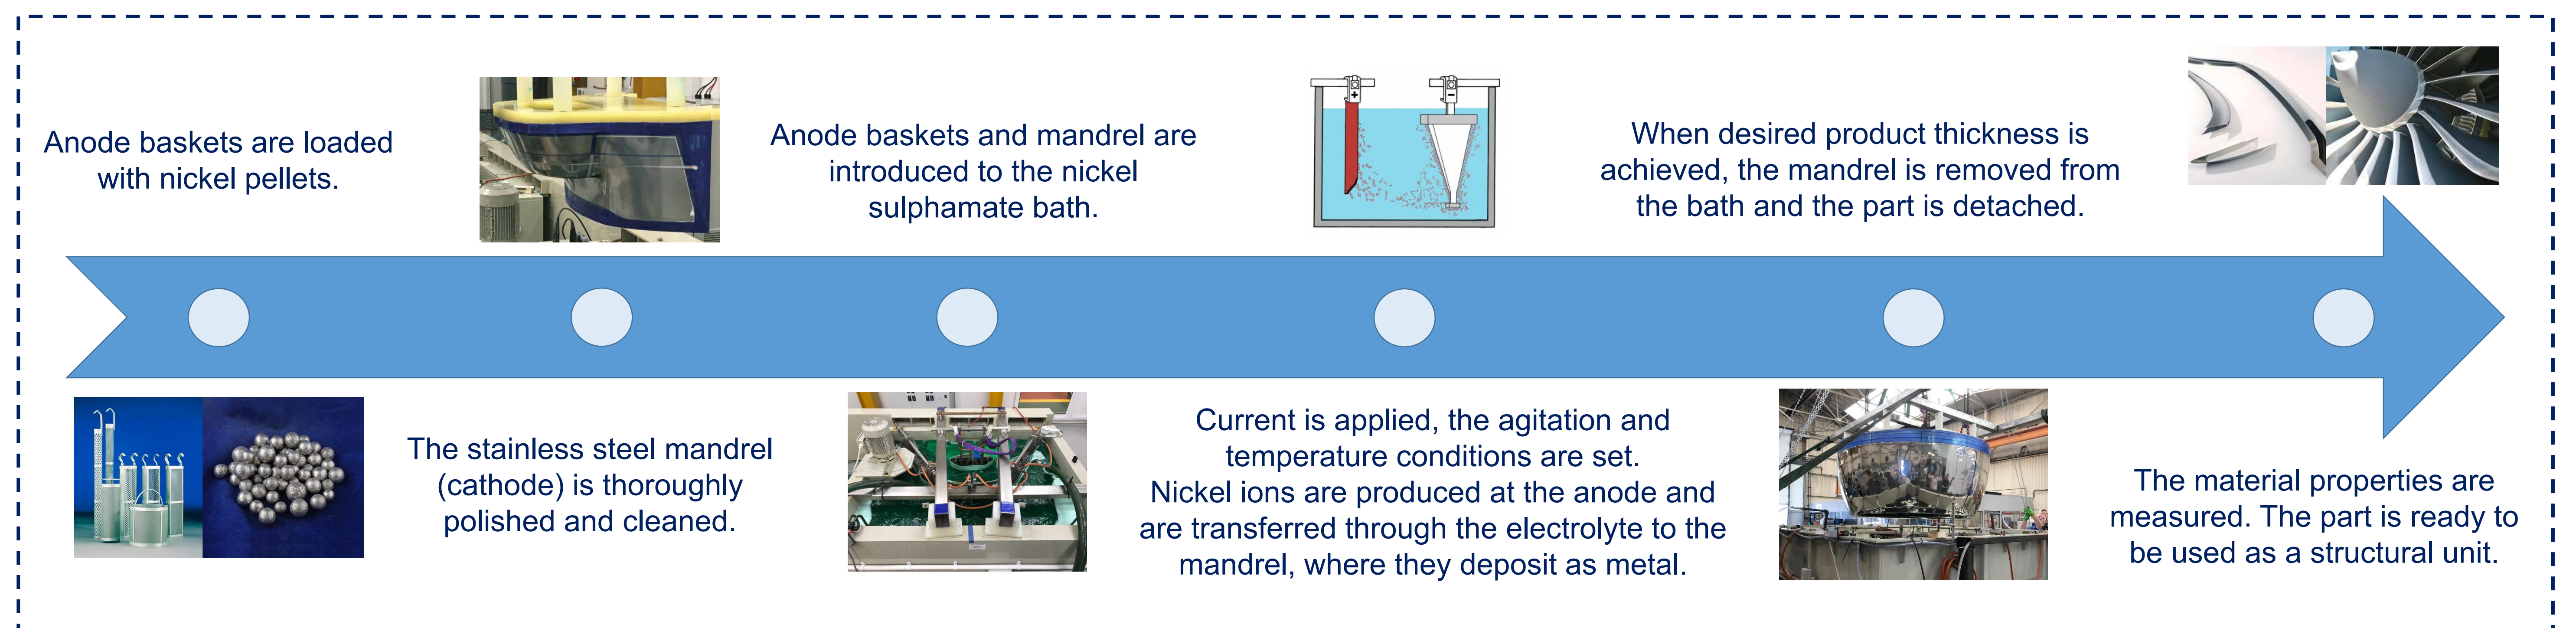 Anode baskets are loaded
with nickel pellets.
The stainless steel mandrel
(cathode) is thoroughly
polished and cleaned.
Anode baskets and mandrel are
introduced to the nickel
sulphamate bath.
+
−
Current is applied, the agitation and
temperature conditions are set.
Nickel ions are produced at the anode and
are transferred through the electrolyte to the
mandrel, where they deposit as metal.
When desired product thickness is
achieved, the mandrel is removed from
the bath and the part is detached.
The material properties are
measured. The part is ready to
be used as a structural unit.